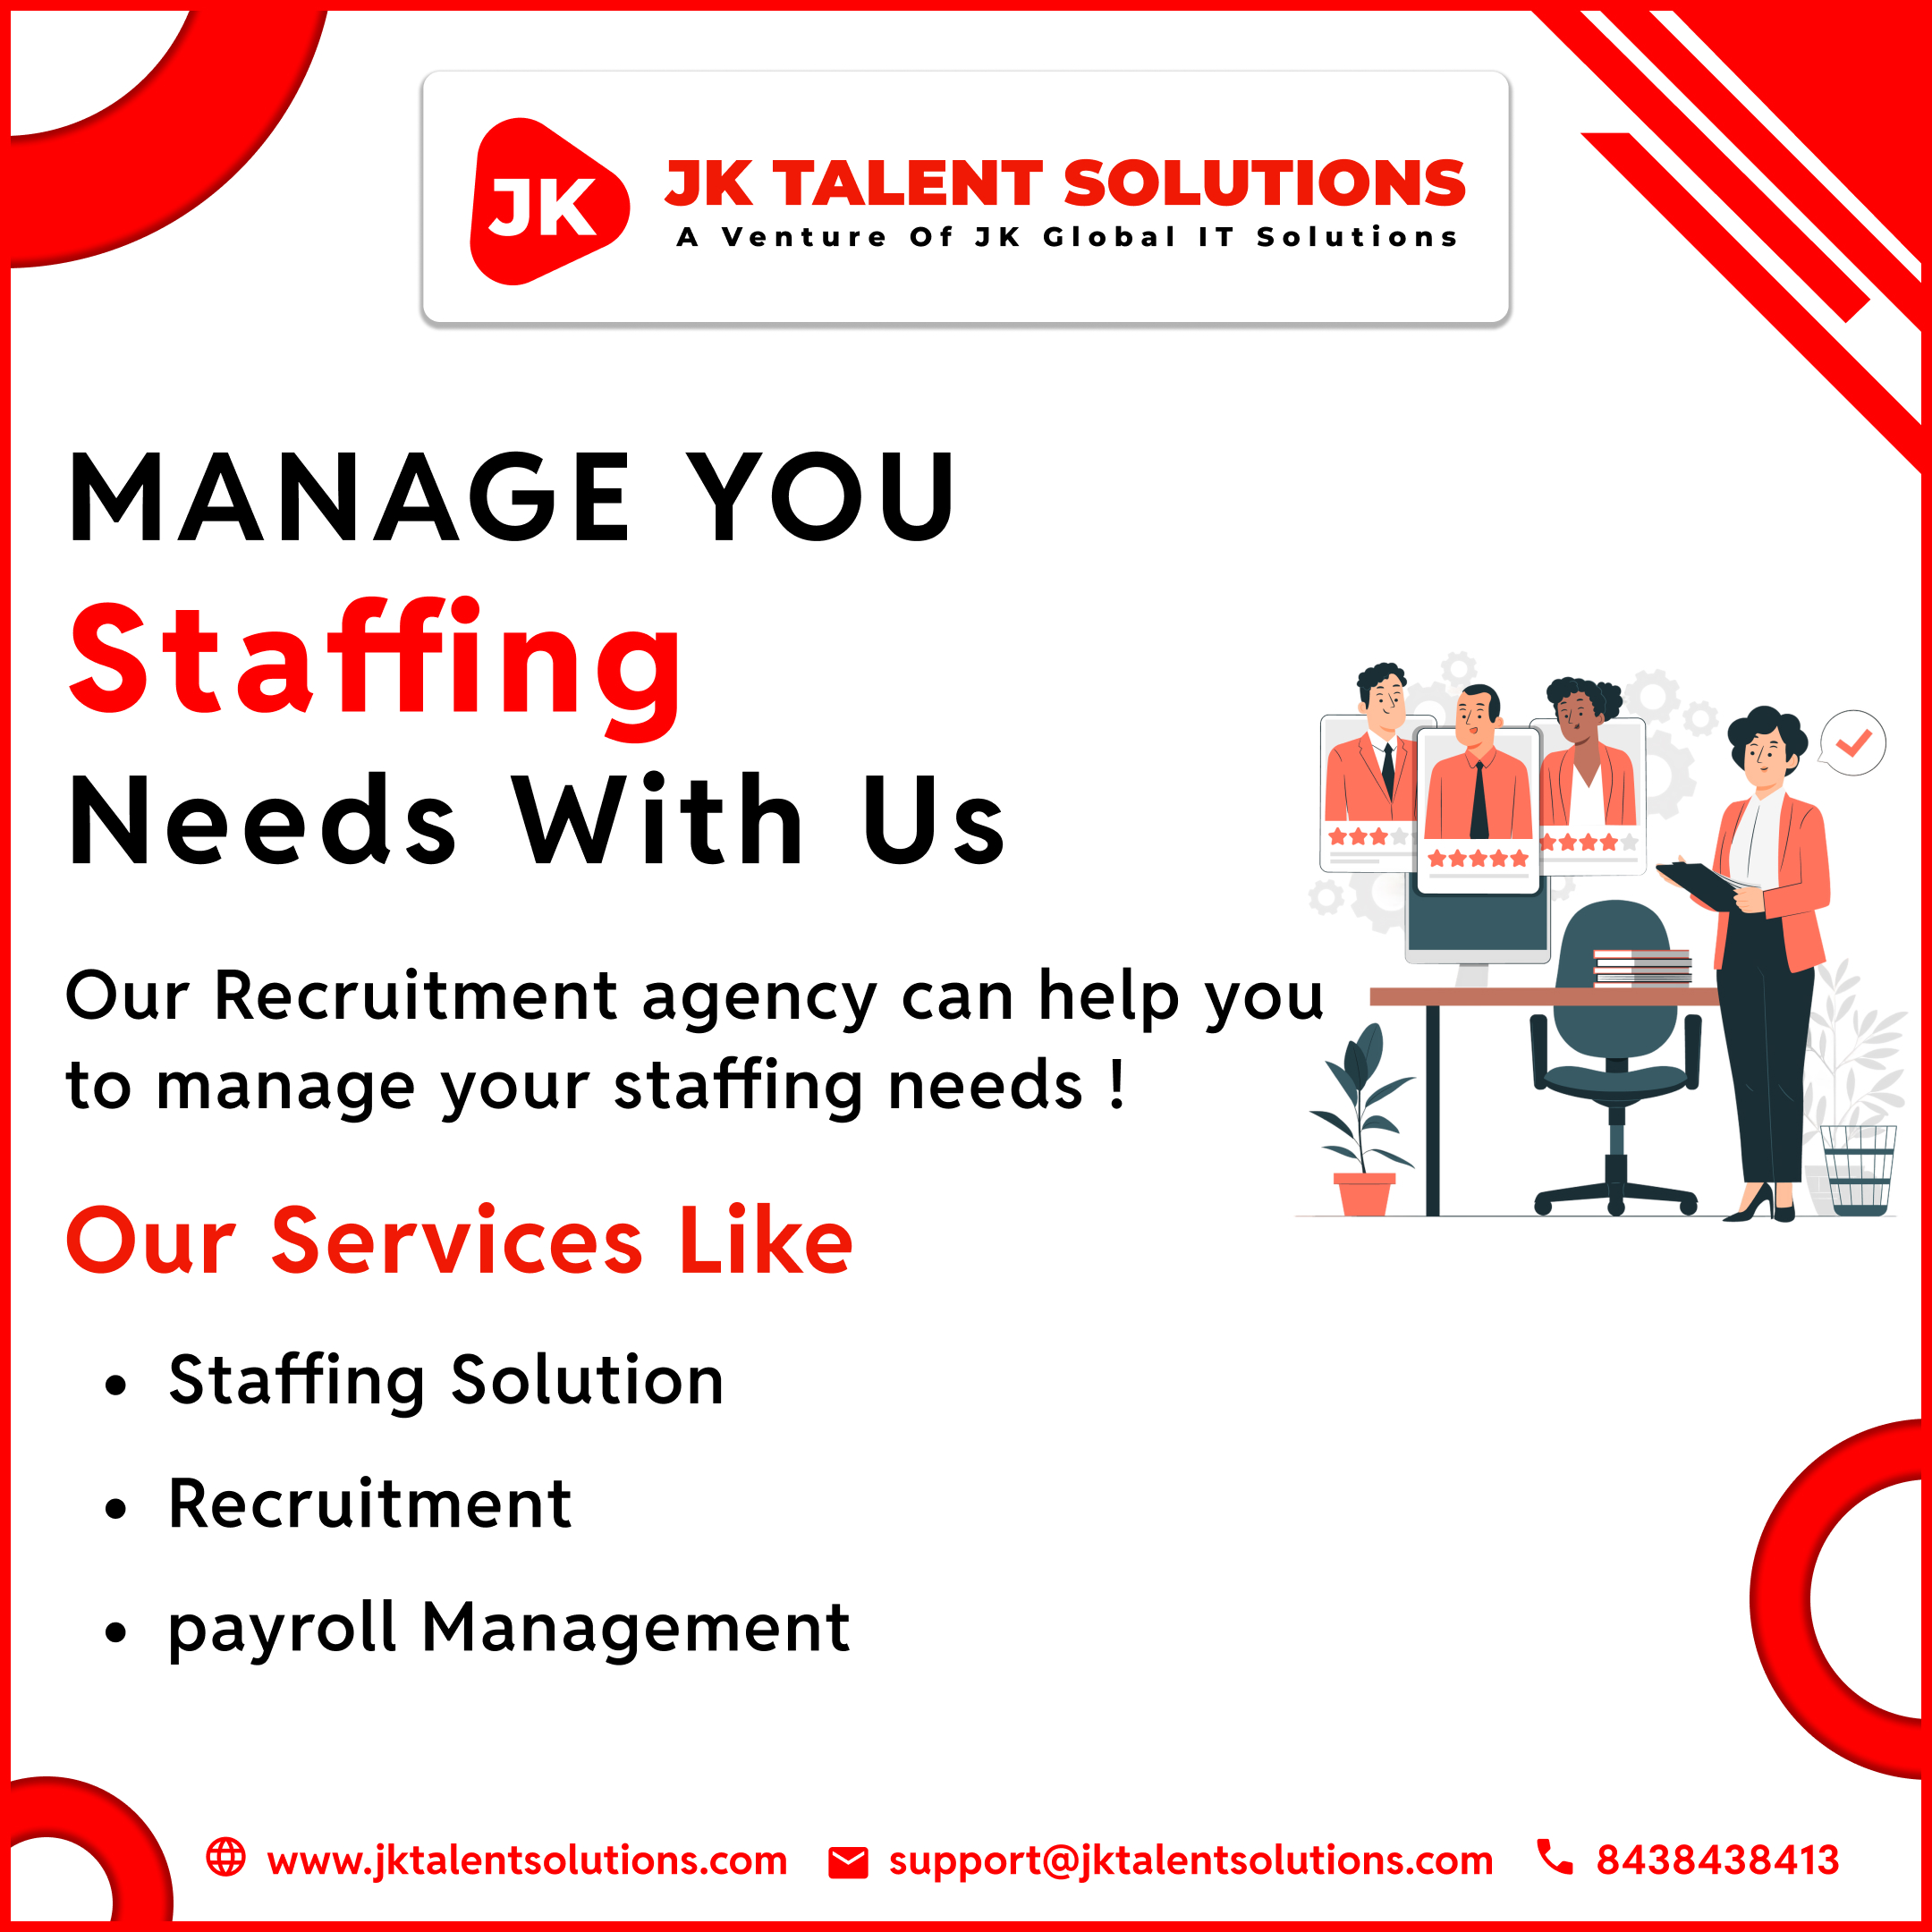 JK
JK TALENT SOLUTIONS
A Venture Of JK Global IT Solutions
MANAGE YOU
Staffing
Needs With Us
Our Recruitment agency can help you
to manage your staffing needs !
Our Services Like
• Staffing Solution
• Recruitment
• payroll Management
www.jktalentsolutions.com support@jktalentsolutions.com 8438438413